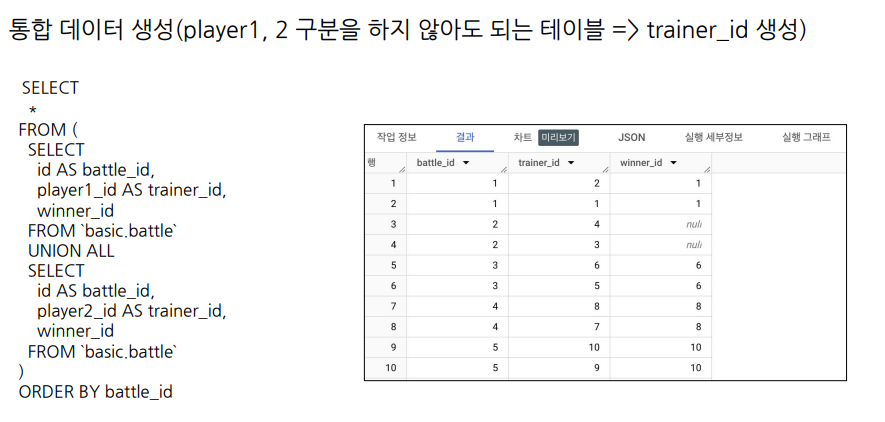 통합 데이터 생성(player1, 2 구분을 하지 않아도 되는 테이블 => trainer_id 생성)
SELECT
*
FROM (
SELECT
id AS battle_id,
player1_id AS trainer_id,
winner_id
FROM `basic.battle`
UNION ALL
SELECT
id AS battle_id,
player2_id AS trainer_id,
winner_id
FROM `basic.battle`
)
ORDER BY battle_id
작업 정보 결과 차트 미리보기 JSON 실행 세부정보 실행 그래프
행 battle_id trainer_id winner_id
1 1 2 1
2 1 1 1
3 2 4 null
4 2 3 null
5 3 6 6
6 3 5 6
7 4 8 8
8 4 7 8
9 5 10 10
10 5 9 10